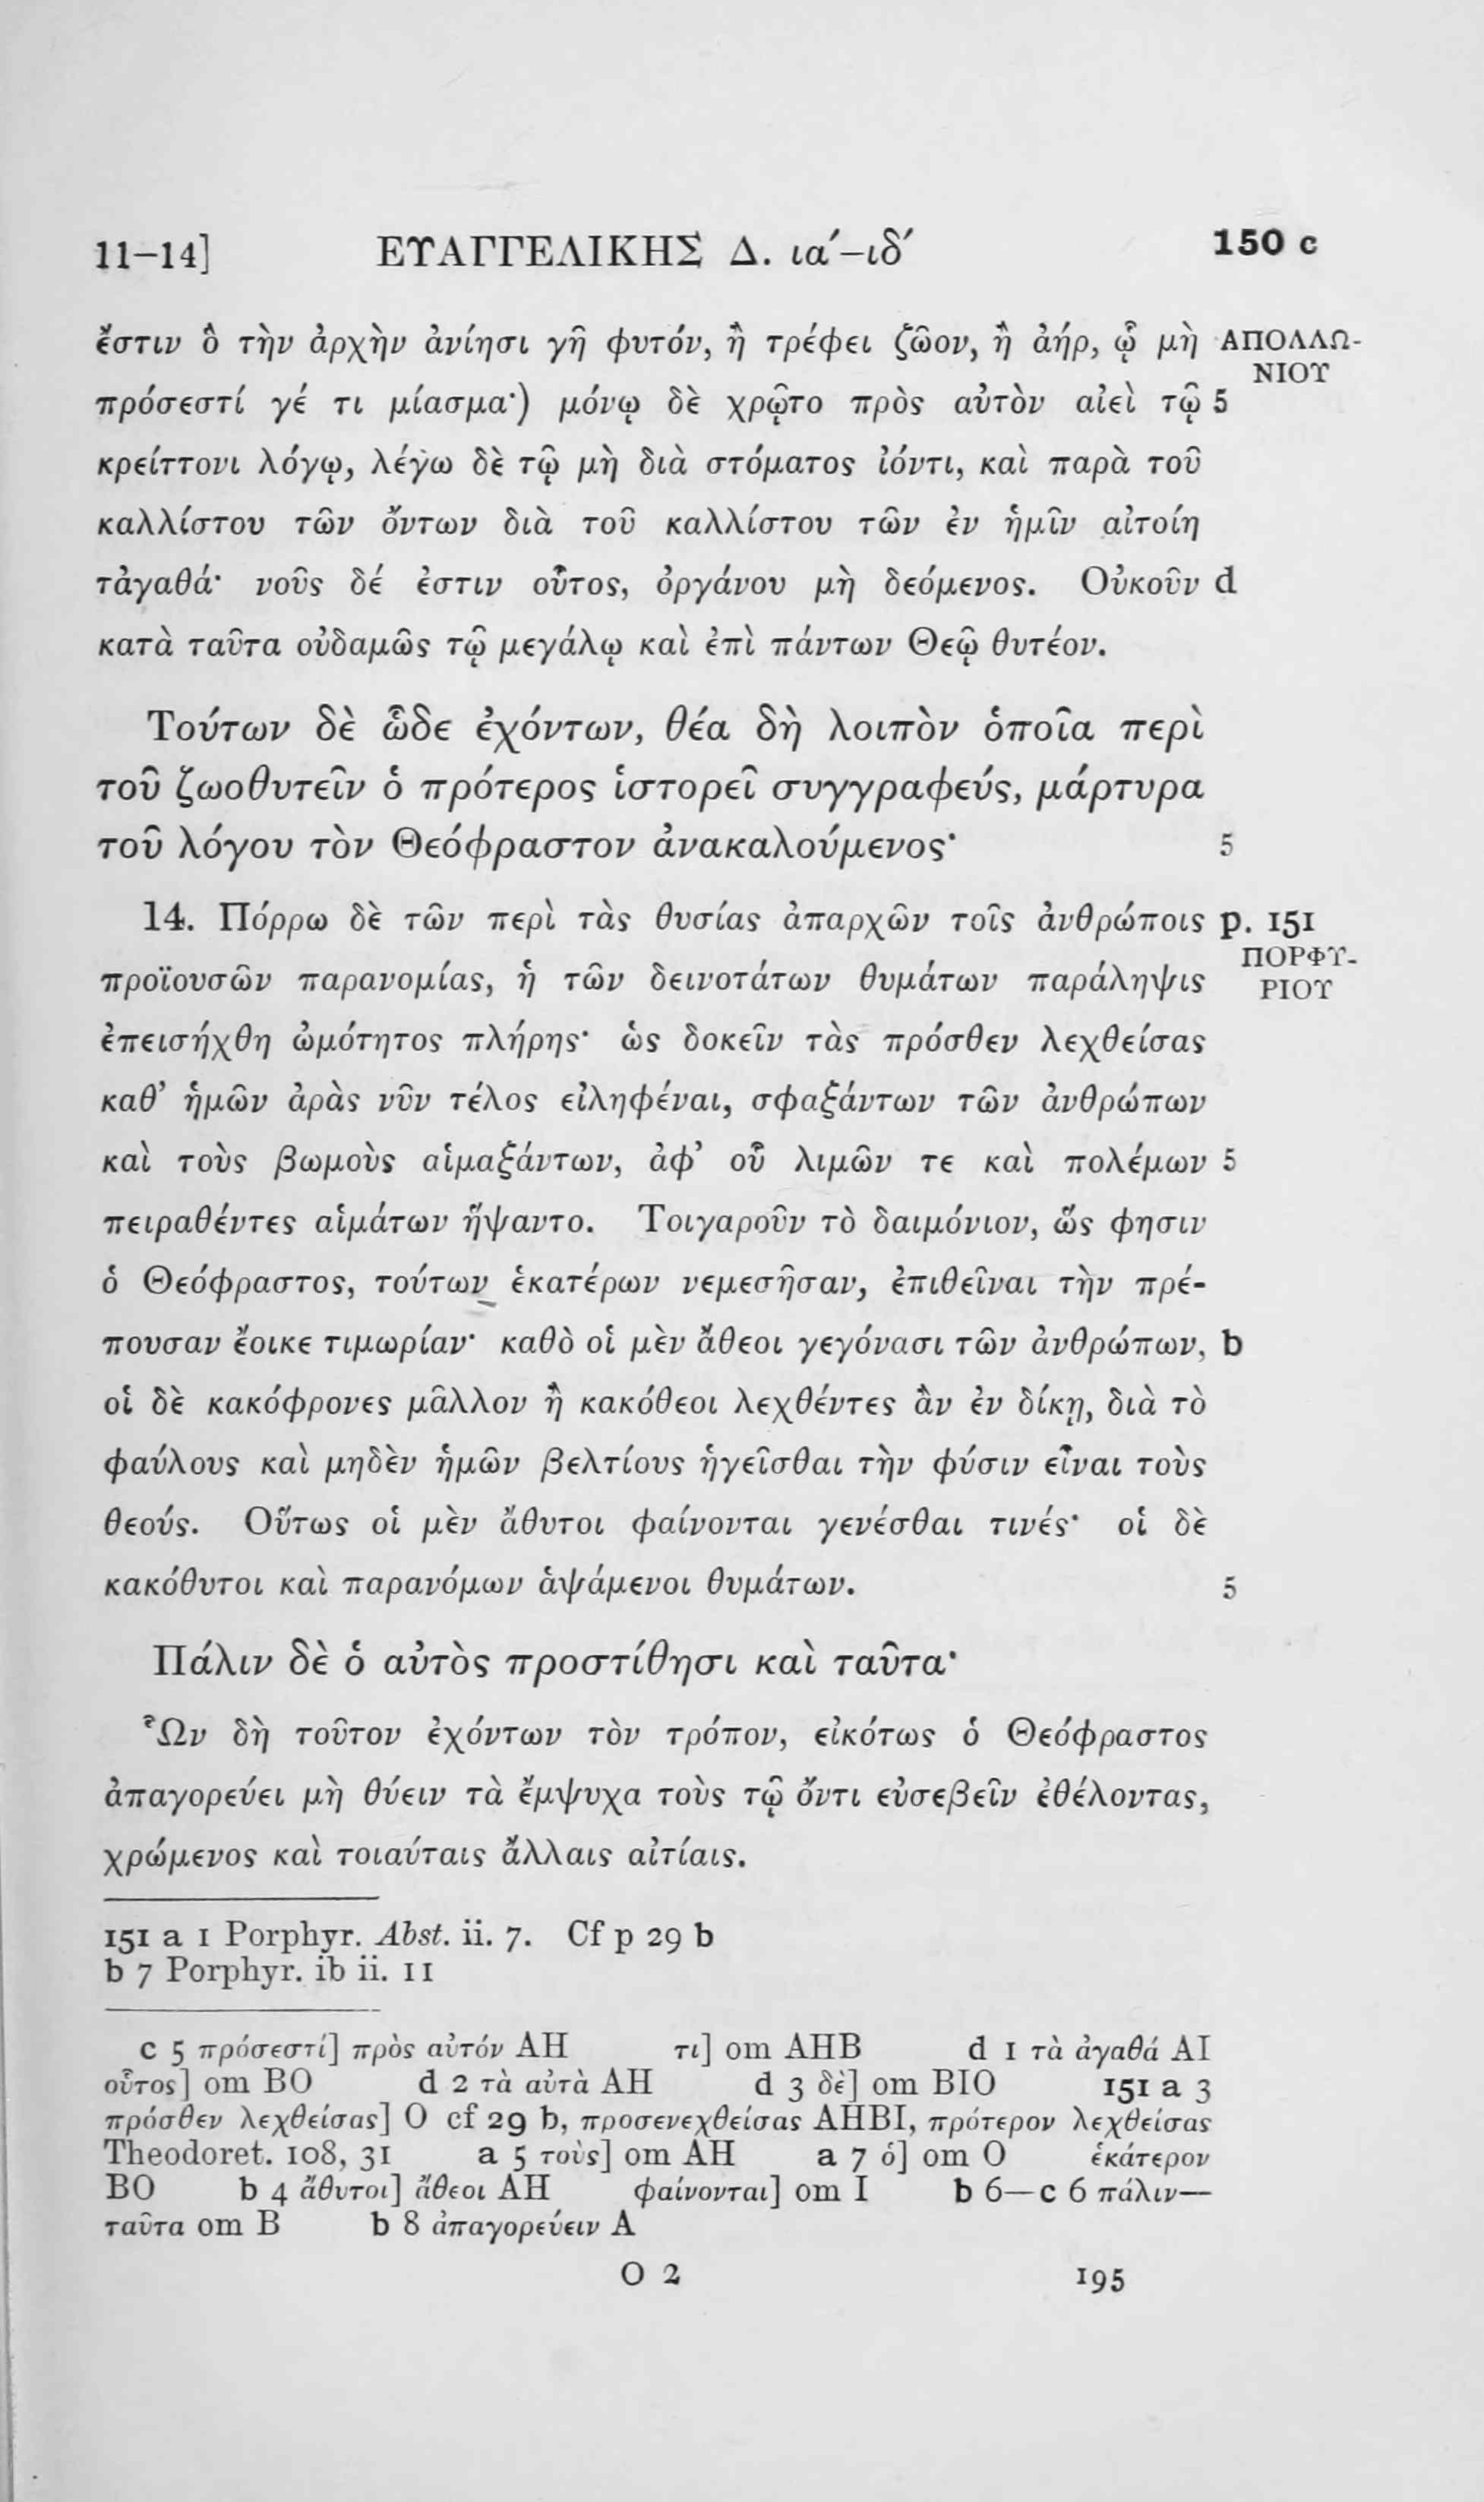 11–14] ΕΥΑΓΓΕΛΙΚΗΣ Δ. ια΄–ιδ΄ 150 c
ἔστιν ὃ τὴν ἀρχὴν ἀνίησι γῆ φυτόν, ἢ τρέφει ζῶον, ἢ ἀήρ, ᾧ μὴ ΑΠΟΛΛΩ-
ΝΙΟΥ
πρόσεστί γέ τι μίασμα·) μόνῳ δὲ χρῷτο πρὸς αὐτὸν αἰεὶ τῷ 5
κρείττονι λόγῳ, λέγω δὲ τῷ μὴ διὰ στόματος ἰόντι, καὶ παρὰ τοῦ
καλλίστου τῶν ὄντων διὰ τοῦ καλλίστου τῶν ἐν ἡμῖν αἰτοίη
τἀγαθά· νοῦς δέ ἐστιν οὗτος, ὀργάνου μὴ δεόμενος. Οὐκοῦν d
κατὰ ταῦτα οὐδαμῶς τῷ μεγάλῳ καὶ ἐπὶ πάντων Θεῷ θυτέον.
Τούτων δὲ ὧδε ἐχόντων, θέα δὴ λοιπὸν ὁποῖα περὶ
τοῦ ζωοθυτεῖν ὁ πρότερος ἱστορεῖ συγγραφεύς, μάρτυρα
τοῦ λόγου τὸν Θεόφραστον ἀνακαλούμενος· 5
14. Πόρρω δὲ τῶν περὶ τὰς θυσίας ἀπαρχῶν τοῖς ἀνθρώποις p. 151
ΠΟΡΦΥ-
προϊουσῶν παρανομίας, ἡ τῶν δεινοτάτων θυμάτων παράληψις ΡΙΟΥ
ἐπεισήχθη ὠμότητος πλήρης· ὡς δοκεῖν τὰς πρόσθεν λεχθείσας
καθ’ ἡμῶν ἀρὰς νῦν τέλος εἰληφέναι, σφαξάντων τῶν ἀνθρώπων
καὶ τοὺς βωμοὺς αἱμαξάντων, ἀφ’ οὗ λιμῶν τε καὶ πολέμων 5
πειραθέντες αἱμάτων ἥψαντο. Τοιγαροῦν τὸ δαιμόνιον, ὥς φησιν
ὁ Θεόφραστος, τούτων ἑκατέρων νεμεσῆσαν, ἐπιθεῖναι τὴν πρέ-
πουσαν ἔοικε τιμωρίαν· καθὸ οἱ μὲν ἄθεοι γεγόνασι τῶν ἀνθρώπων, b
οἱ δὲ κακόφρονες μᾶλλον ἢ κακόθεοι λεχθέντες ἂν ἐν δίκῃ, διὰ τὸ
φαύλους καὶ μηδὲν ἡμῶν βελτίους ἡγεῖσθαι τὴν φύσιν εἶναι τοὺς
θεούς. Οὕτως οἱ μὲν ἄθυτοι φαίνονται γενέσθαι τινές· οἱ δὲ
κακόθυτοι καὶ παρανόμων ἁψάμενοι θυμάτων. 5
Πάλιν δὲ ὁ αὐτὸς προστίθησι καὶ ταῦτα·
Ὧν δὴ τοῦτον ἐχόντων τὸν τρόπον, εἰκότως ὁ Θεόφραστος
ἀπαγορεύει μὴ θύειν τὰ ἔμψυχα τοὺς τῷ ὄντι εὐσεβεῖν ἐθέλοντας,
χρώμενος καὶ τοιαύταις ἄλλαις αἰτίαις.
151 a 1 Porphyr. Abst. ii. 7. Cf p 29 b
b 7 Porphyr. ib ii. 11
c 5 πρόσεστί] πρὸς αὐτόν AH τι] om AHB d 1 τὰ ἀγαθά AI
οὗτος] om BO d 2 τὰ αὐτὰ AH d 3 δὲ] om BIO 151 a 3
πρόσθεν λεχθείσας] O cf 29 b, προσενεχθείσας AHBI, πρότερον λεχθείσας
Theodoret. 108, 31 a 5 τοὺς] om AH a 7 ὁ] om O ἑκάτερον
BO b 4 ἄθυτοι] ἄθεοι AH φαίνονται] om I b 6—c 6 πάλιν—
ταῦτα om B b 8 ἀπαγορεύειν A
O 2 195